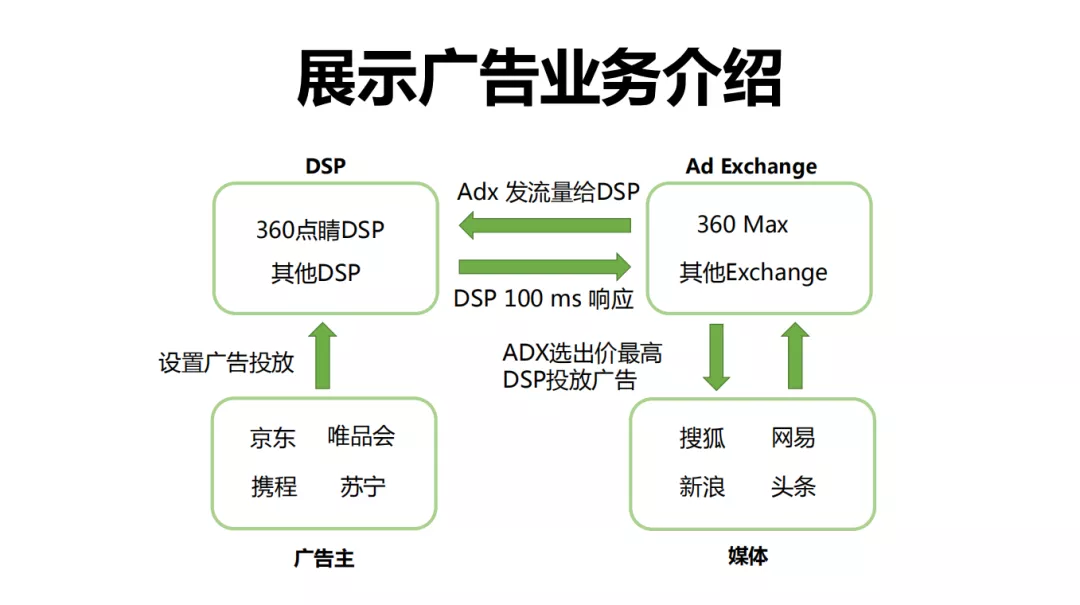 展示广告业务介绍
DSP
Ad Exchange
360点睛DSP
其他DSP
Adx 发流量给DSP
DSP 100 ms 响应
360 Max
其他Exchange
设置广告投放
ADX选出价最高
DSP投放广告
京东 唯品会
携程 苏宁
广告主
搜狐 网易
新浪 头条
媒体